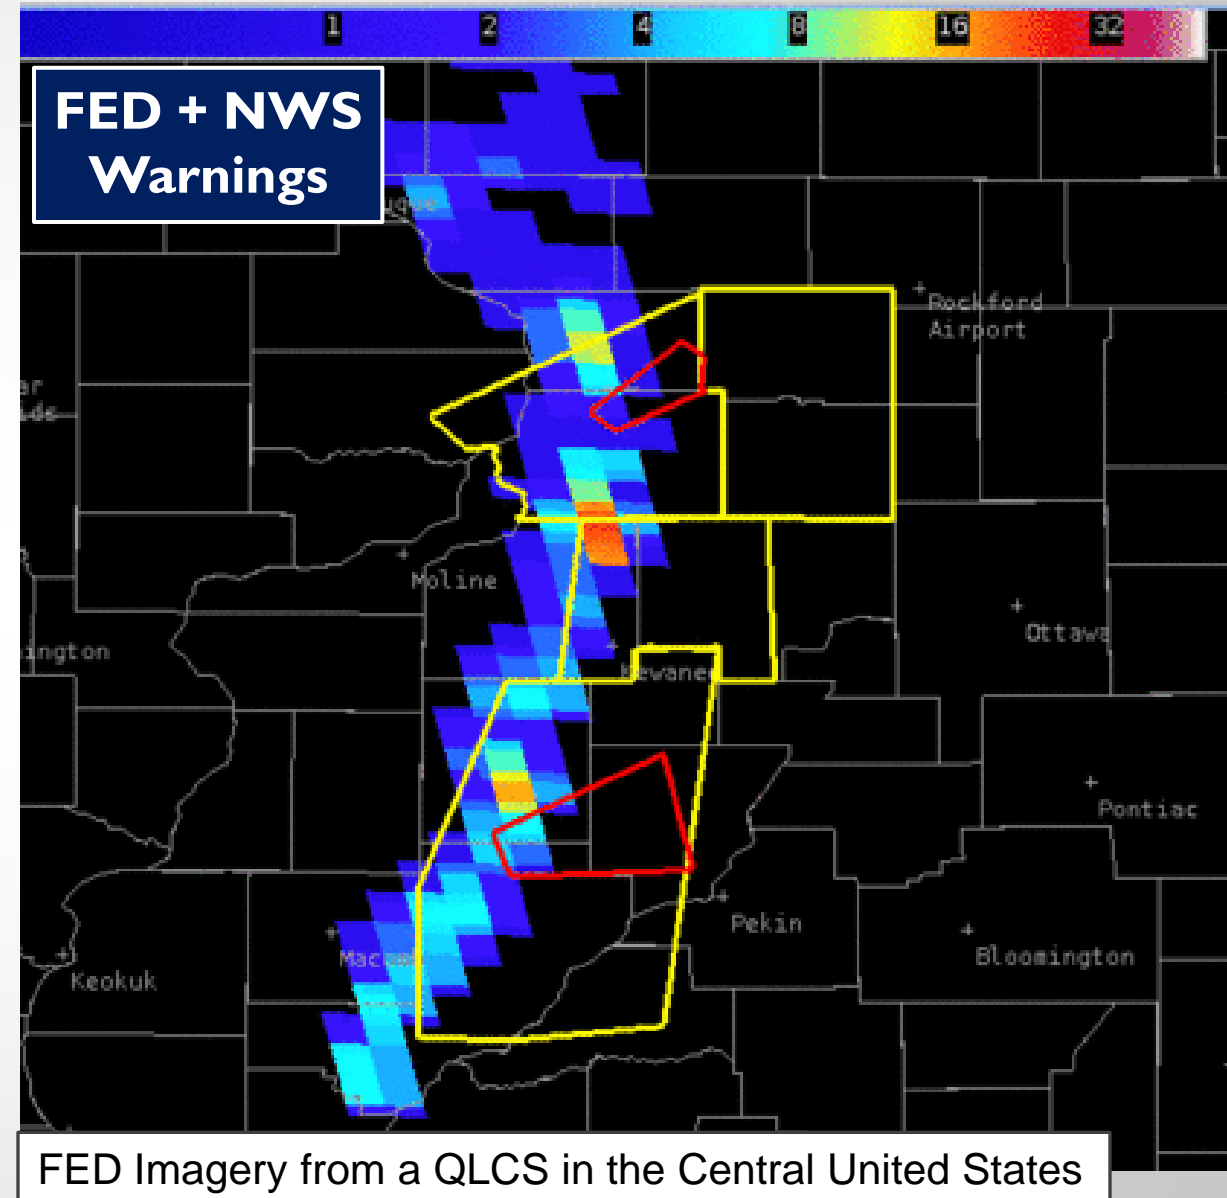 1 2 4 8 16 32
FED + NWS
Warnings
Rockford
Airport
Moline
Ottawa
Kewanee
Pontiac
Pekin
Bloomington
Keokuk
FED Imagery from a QLCS in the Central United States